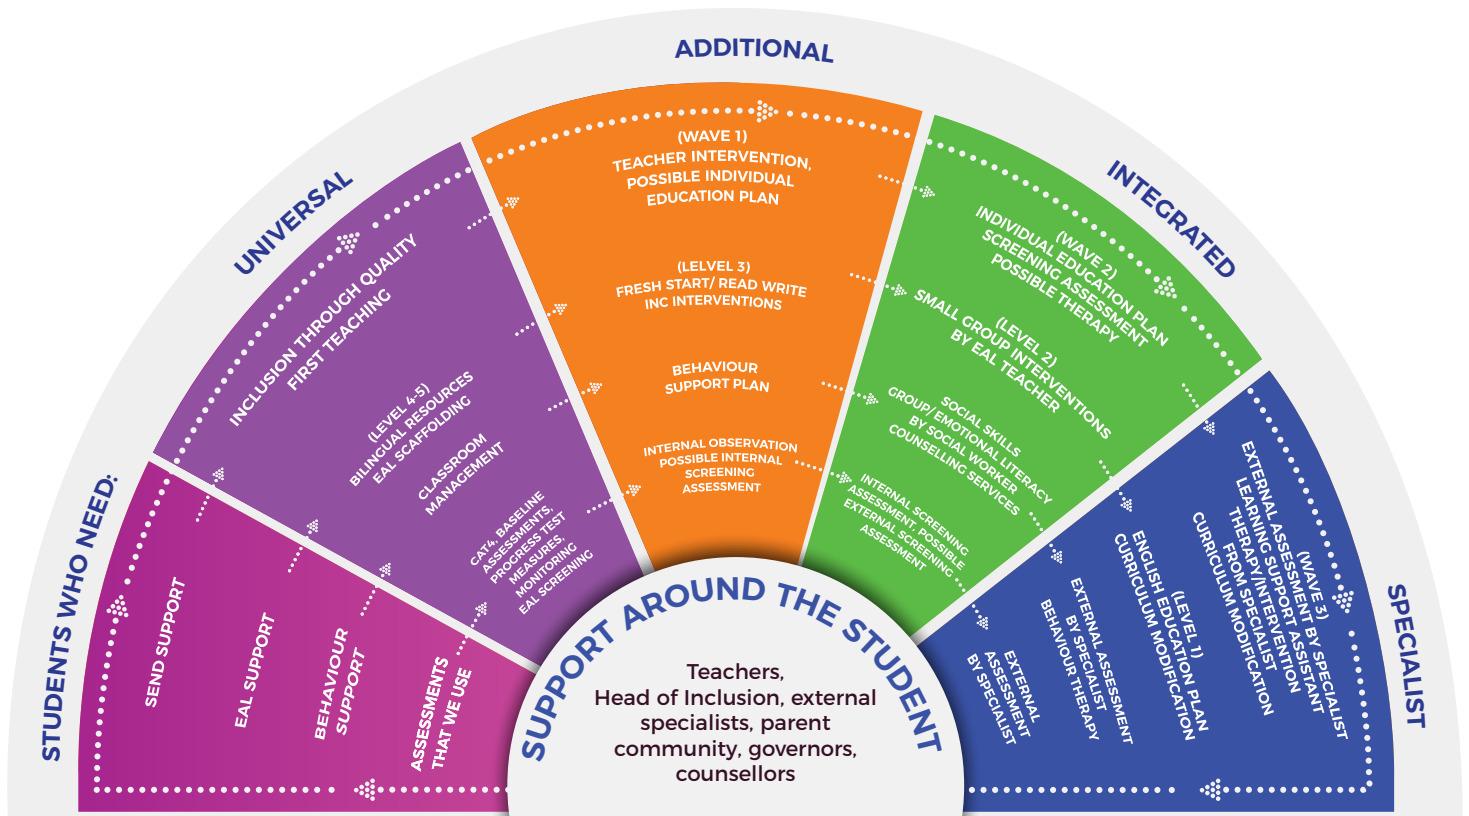 STUDENTS WHO NEED:
SEND SUPPORT
EAL SUPPORT
BEHAVIOUR
SUPPORT
ASSESSMENTS
THAT WE USE
UNIVERSAL
INCLUSION THROUGH QUALITY
FIRST TEACHING
(LEVEL 4-5)
BILINGUAL RESOURCES
EAL SCAFFOLDING
CLASSROOM
MANAGEMENT
CAT4, BASELINE
ASSESSMENTS,
PROGRESS TEST
MEASURES,
MONITORING
EAL SCREENING
ADDITIONAL
(WAVE 1)
TEACHER INTERVENTION,
POSSIBLE INDIVIDUAL
EDUCATION PLAN
(LELVEL 3)
FRESH START/ READ WRITE
INC INTERVENTIONS
BEHAVIOUR
SUPPORT PLAN
INTERNAL OBSERVATION
POSSIBLE INTERNAL
SCREENING
ASSESSMENT
INTEGRATED
(WAVE 2)
INDIVIDUAL EDUCATION PLAN
SCREENING ASSESSMENT
POSSIBLE THERAPY
(LEVEL 2)
SMALL GROUP INTERVENTIONS
BY EAL TEACHER
SOCIAL SKILLS
GROUP/ EMOTIONAL LITERACY
BY SOCIAL WORKER
COUNSELLING SERVICES
INTERNAL SCREENING
ASSESSMENT, POSSIBLE
EXTERNAL SCREENING
ASSESSMENT
SPECIALIST
(WAVE 3)
EXTERNAL ASSESSMENT BY SPECIALIST
LEARNING SUPPORT ASSISTANT
THERAPY/INTERVENTION
FROM SPECIALIST
CURRICULUM MODIFICATION
(LEVEL 1)
ENGLISH EDUCATION PLAN
CURRICULUM MODIFICATION
EXTERNAL ASSESSMENT
BY SPECIALIST
BEHAVIOUR THERAPY
EXTERNAL
ASSESSMENT
BY SPECIALIST
SUPPORT AROUND THE STUDENT
Teachers,
Head of Inclusion, external
specialists, parent
community, governors,
counsellors